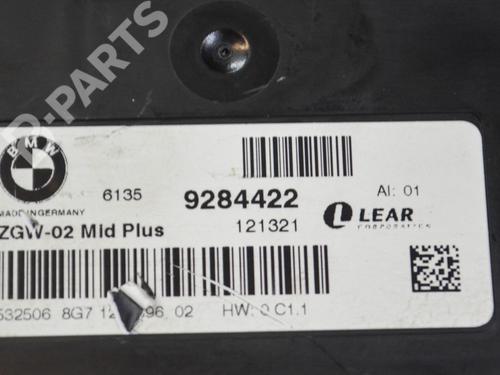 B-PARTS
BMW
6135 9284422 AI: 01
MADE IN GERMANY
121321 LEAR
CORPORATION
ZGW-02 Mid Plus
532506 8G7 02 HW: 0 C1.1